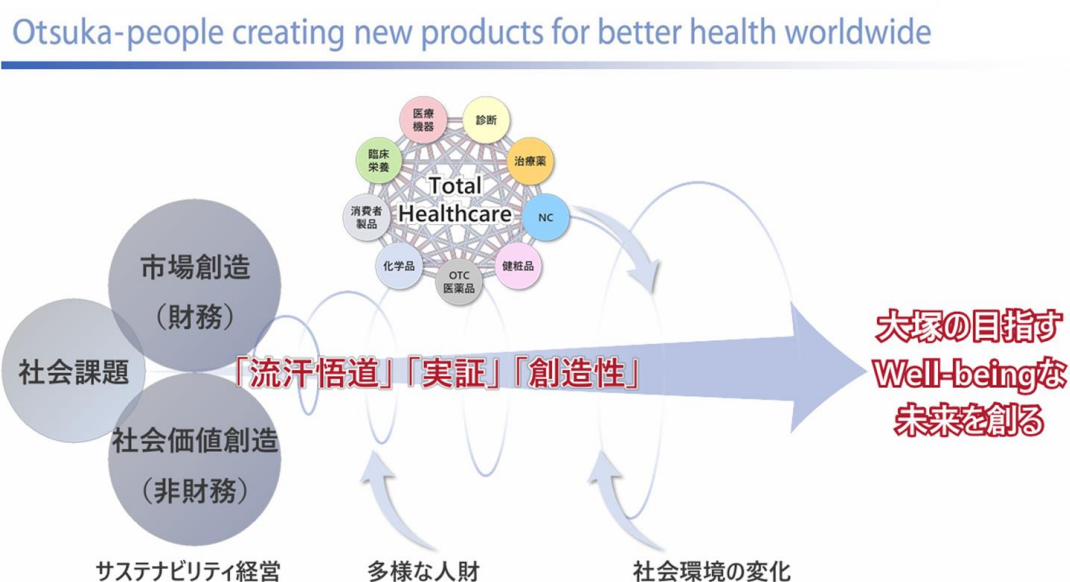 Otsuka-people creating new products for better health worldwide
医療
機器
診断
臨床
栄養
治療薬
Total
Healthcare
消費者
製品
NC
化学品
健粧品
OTC
医薬品
市場創造
（財務）
社会課題
「流汗悟道」「実証」「創造性」
社会価値創造
（非財務）
大塚の目指す
Well-beingな
未来を創る
サステナビリティ経営
多様な人財
社会環境の変化